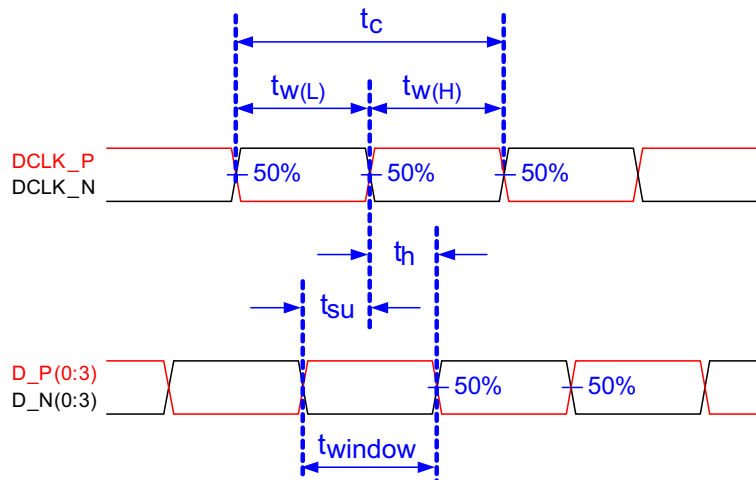 tc
tw(L) tw(H)
DCLK_P
DCLK_N
50% 50% 50%
th
tsu
D_P(0:3)
D_N(0:3)
50% 50%
twindow